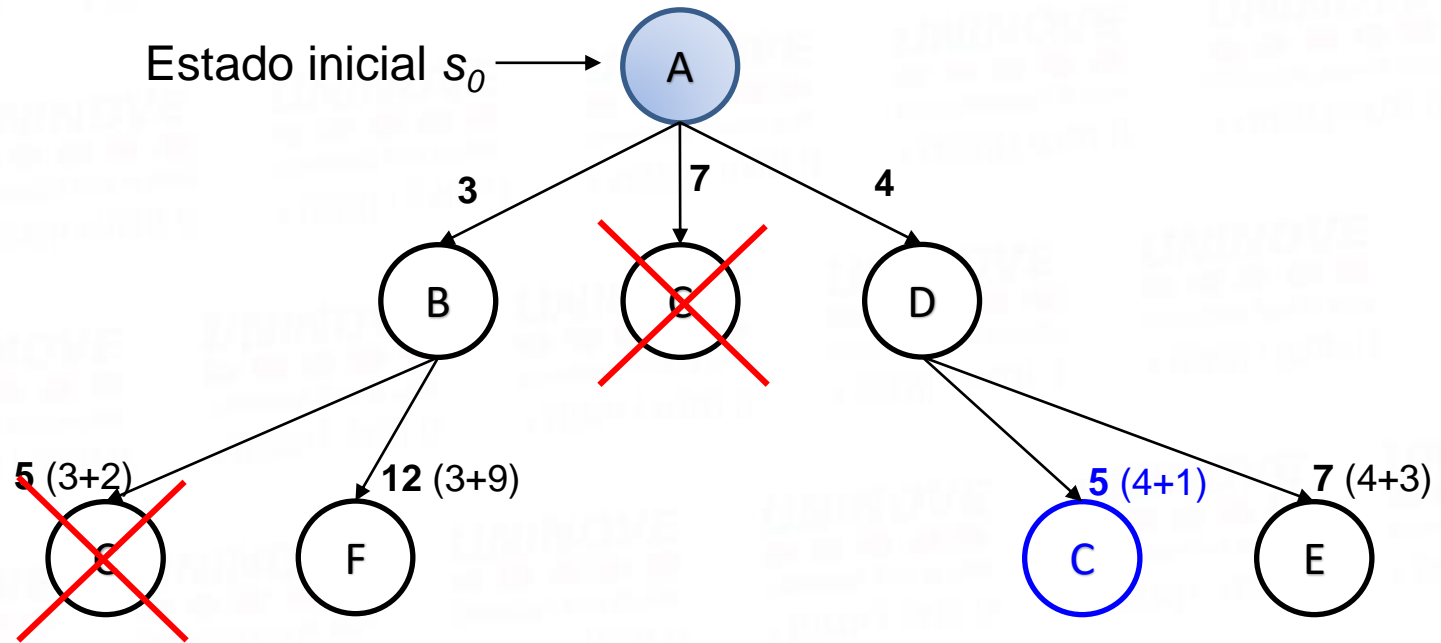 Estado inicial s0
A
3
7
4
B
C
D
5 (3+2)
12 (3+9)
5 (4+1)
7 (4+3)
C
F
C
E